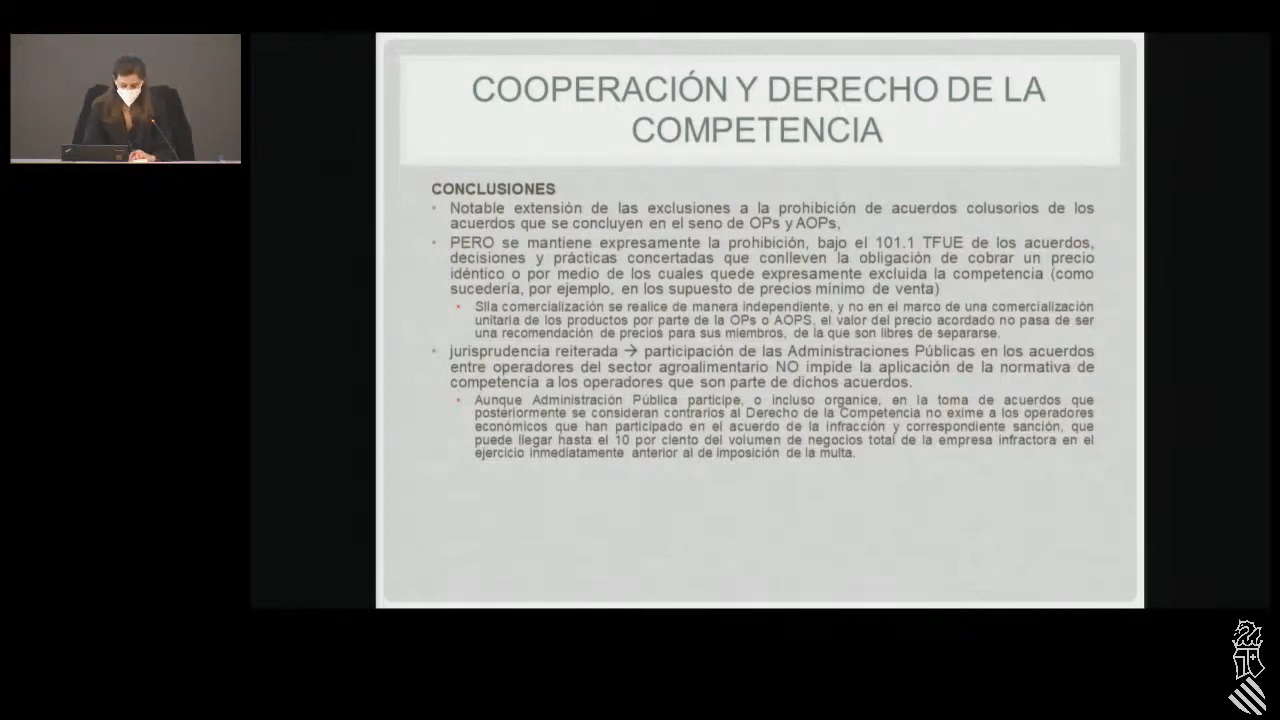 COOPERACIÓN Y DERECHO DE LA
COMPETENCIA
CONCLUSIONES
• Notable extensión de las exclusiones a la prohibición de acuerdos colusorios de los
acuerdos que se concluyen en el seno de OPs y AOPs,
• PERO se mantiene expresamente la prohibición, bajo el 101.1 TFUE de los acuerdos,
decisiones y prácticas concertadas que conlleven la obligación de cobrar un precio
idéntico o por medio de los cuales quede expresamente excluida la competencia (como
sucedería, por ejemplo, en los supuesto de precios mínimo de venta)
• SIla comercialización se realice de manera independiente, y no en el marco de una comercialización
unitaria de los productos por parte de la OPs o AOPS, el valor del precio acordado no pasa de ser
una recomendación de precios para sus miembros, de la que son libres de separarse.
• jurisprudencia reiterada → participación de las Administraciones Públicas en los acuerdos
entre operadores del sector agroalimentario NO impide la aplicación de la normativa de
competencia a los operadores que son parte de dichos acuerdos.
• Aunque Administración Pública participe, o incluso organice, en la toma de acuerdos que
posteriormente se consideran contrarios al Derecho de la Competencia no exime a los operadores
económicos que han participado en el acuerdo de la infracción y correspondiente sanción, que
puede llegar hasta el 10 por ciento del volumen de negocios total de la empresa infractora en el
ejercicio inmediatamente anterior al de imposición de la multa.